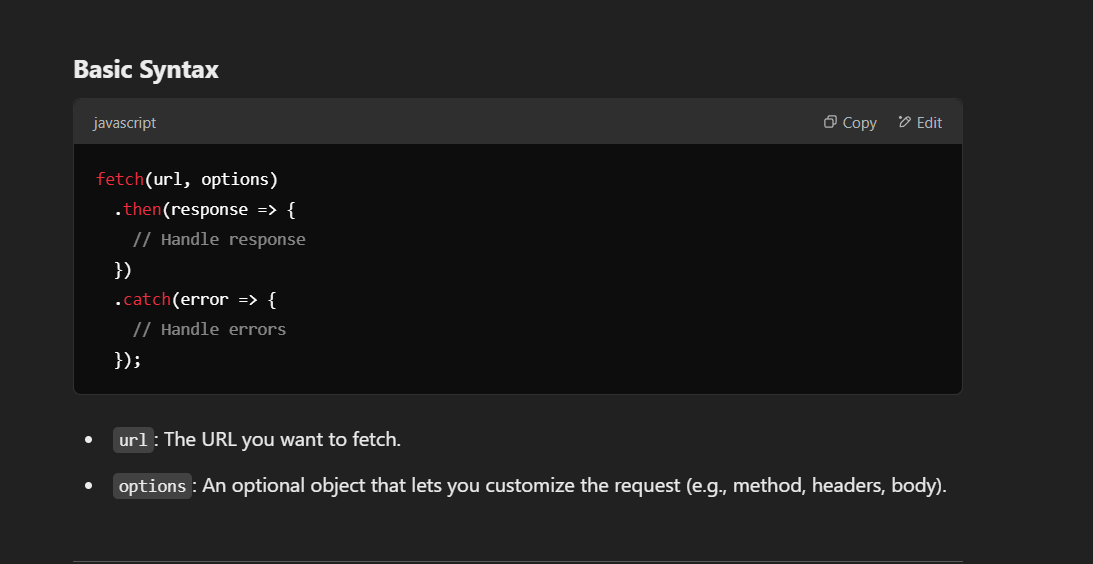 Basic Syntax
javascript
Copy
Edit
fetch(url, options)
  .then(response => {
    // Handle response
  })
  .catch(error => {
    // Handle errors
  });
• url: The URL you want to fetch.
• options: An optional object that lets you customize the request (e.g., method, headers, body).